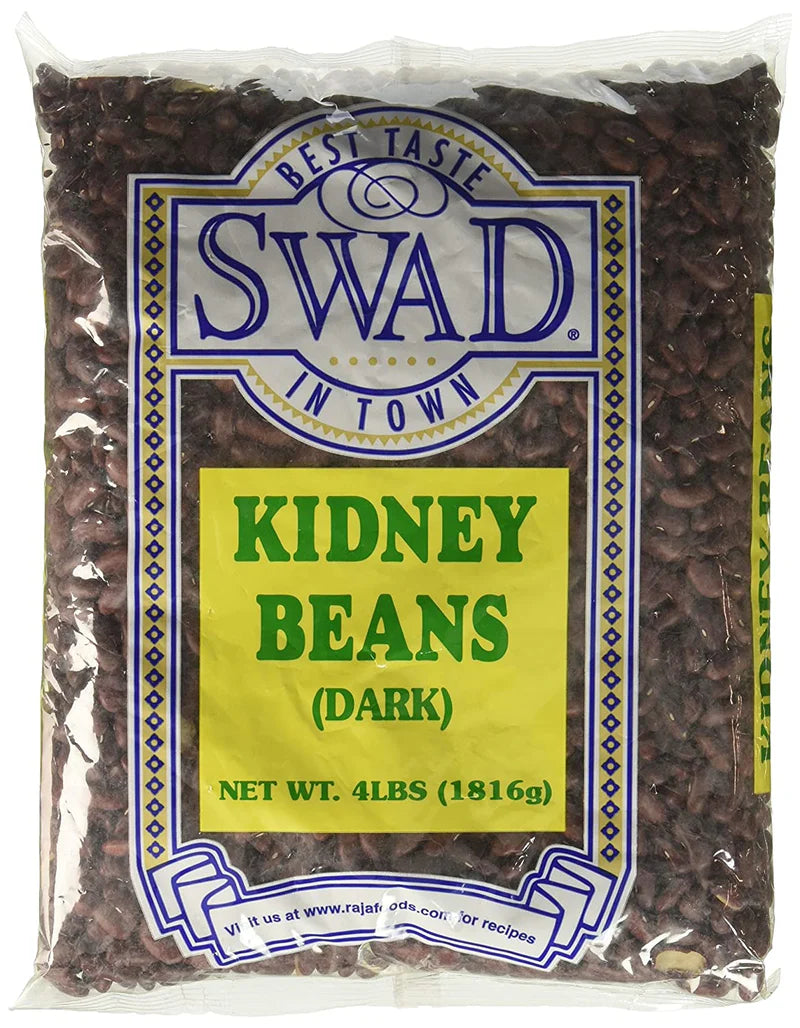 BEST TASTE
SWAD®
IN TOWN
KIDNEY
BEANS
(DARK)
NET WT. 4LBS (1816g)
Visit us at www.rajafoods.com for recipes
KIDNEY BEANS